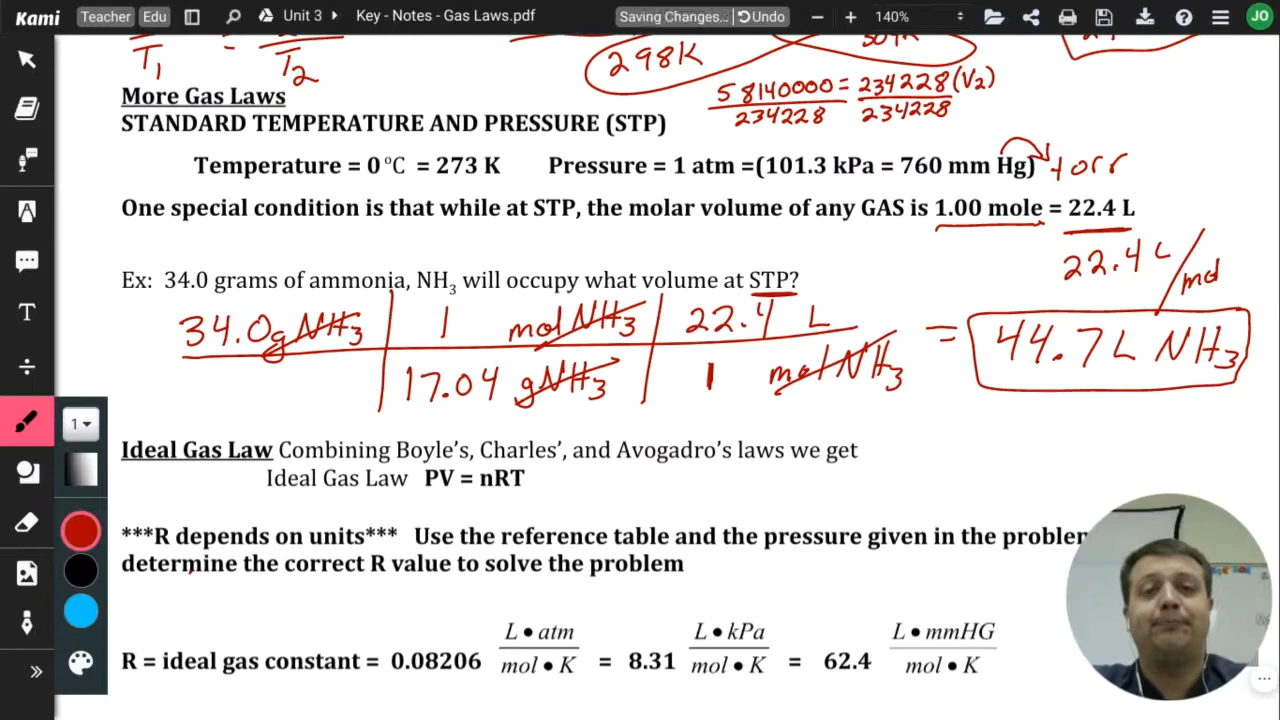 Kami Teacher Edu Unit 3 > Key - Notes - Gas Laws.pdf Saving Changes... Undo − + 140% JO
T₁ = T₂
298K
58140000 = 234228 (V₂)
234228 234228
More Gas Laws
STANDARD TEMPERATURE AND PRESSURE (STP)
Temperature = 0 °C = 273 K Pressure = 1 atm =(101.3 kPa = 760 mm Hg) torr
One special condition is that while at STP, the molar volume of any GAS is 1.00 mole = 22.4 L
22.4 L/mol
Ex: 34.0 grams of ammonia, NH₃ will occupy what volume at STP?
34.0g NH₃ | 1 mol NH₃ | 22.4 L = 44.7 L NH₃
17.04 g NH₃ | 1 mol NH₃
1
Ideal Gas Law Combining Boyle's, Charles', and Avogadro's laws we get
Ideal Gas Law PV = nRT
***R depends on units*** Use the reference table and the pressure given in the
determine the correct R value to solve the problem
R = ideal gas constant = 0.08206 L • atm / mol • K = 8.31 L • kPa / mol • K = 62.4 L • mmHG / mol • K